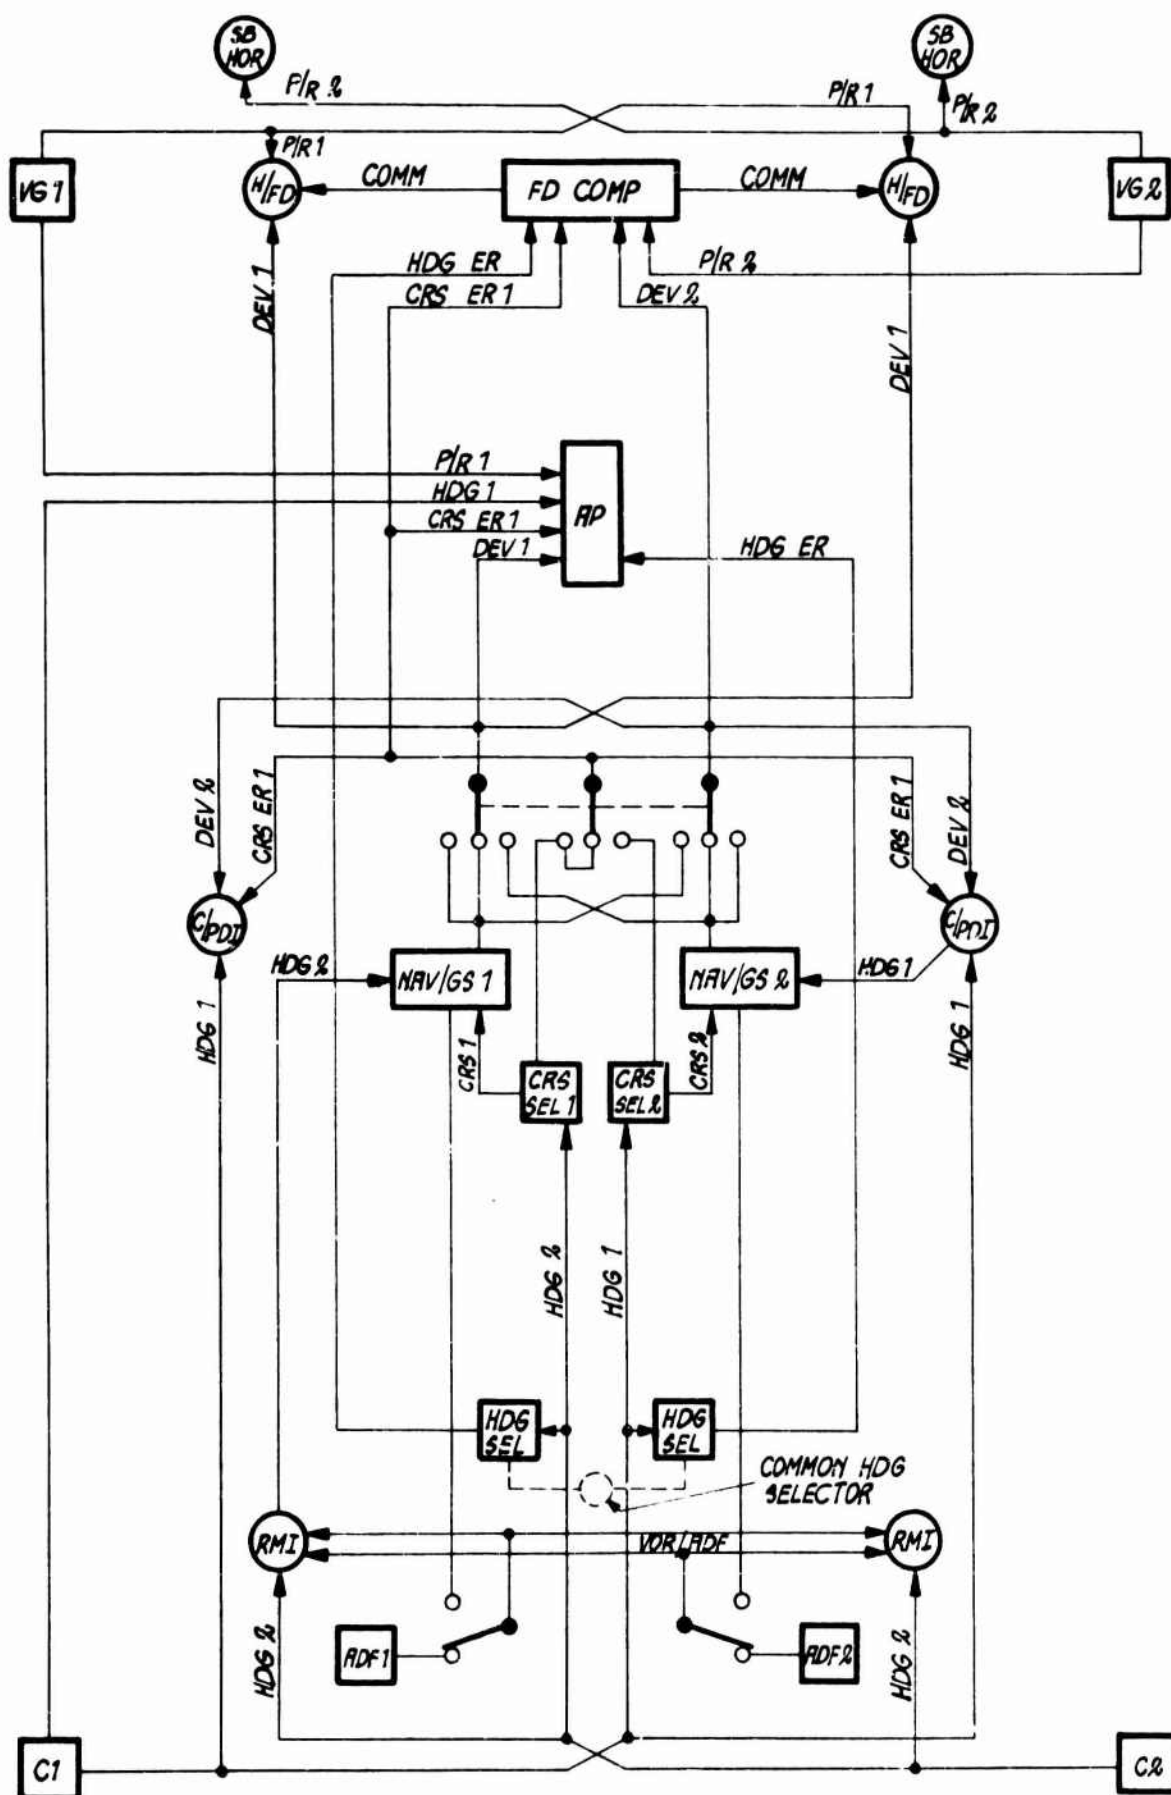 SB
HOR
SB
HOR
P/R 2
P/R 1
P/R 2
P/R 1
VG 1
H/FD
COMM
FD COMP
COMM
H/FD
VG 2
HDG ER
P/R 2
CRS ER 1
DEV 2
DEV 1
DEV 1
P/R 1
HDG 1
AP
CRS ER 1
DEV 1
HDG ER
DEV 2
CRS ER 1
CRS ER 1
DEV 2
C/PDI
C/PDI
HDG 2
NAV/GS 1
NAV/GS 2
HDG 1
HDG 1
HDG 1
CRS 1
CRS
SEL 1
CRS
SEL 2
CRS 2
HDG 2
HDG 1
HDG
SEL
HDG
SEL
COMMON HDG
SELECTOR
RMI
VOR/ADF
RMI
ADF 1
ADF 2
HDG 2
HDG 2
C1
C2